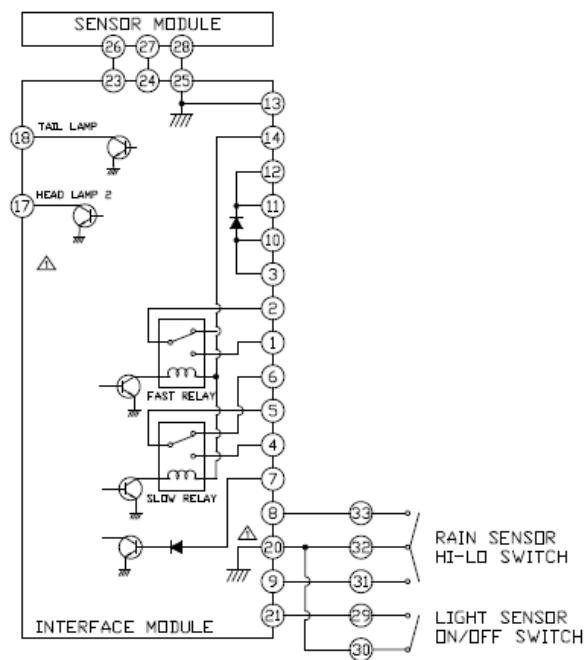 SENSOR MODULE
26 27 28
23 24 25
13
18 TAIL LAMP
14
12
17 HEAD LAMP 2
11
10
1
3
2
1
FAST RELAY
6
5
4
SLOW RELAY
7
8 33
1
20 32
RAIN SENSOR
HI-LO SWITCH
9 31
21 29
LIGHT SENSOR
ON/OFF SWITCH
INTERFACE MODULE
30